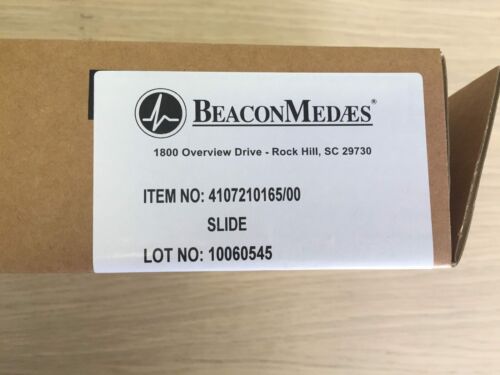 BEACONMEDÆS®
1800 Overview Drive - Rock Hill, SC 29730
ITEM NO: 4107210165/00
SLIDE
LOT NO: 10060545